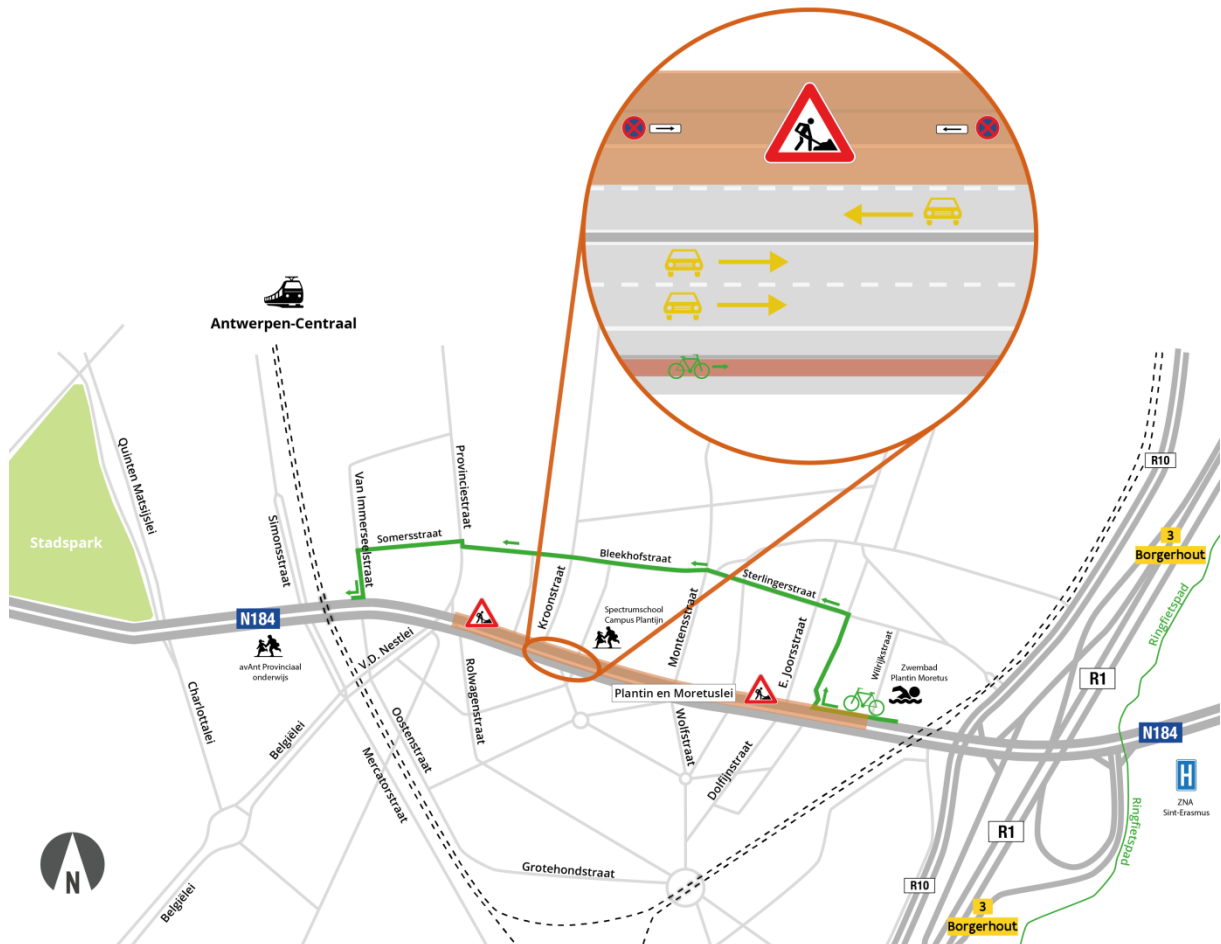 Antwerpen-Centraal
Stadspark
Quinten Matsijslei
Simonsstraat
Van Immerseelstraat
Provinciestraat
Somersstraat
Bleekhofstraat
Sterlingerstraat
Kroonstraat
Spectrumschool
Campus Plantijn
Montensstraat
E. Joorsstraat
Wilrijkstraat
Zwembad
Plantin Moretus
R10
3
Borgerhout
Ringfietspad
N184
avAnt Provinciaal
onderwijs
V.D. Nestlei
Rolwagenstraat
Plantin en Moretuslei
Wolfstraat
Dolfijnstraat
R1
N184
H
ZNA
Sint-Erasmus
Ringfietspad
Charlottalei
Belgiëlei
Oostenstraat
Mercatorstraat
Grotehondstraat
R1
R10
3
Borgerhout
Belgiëlei
N